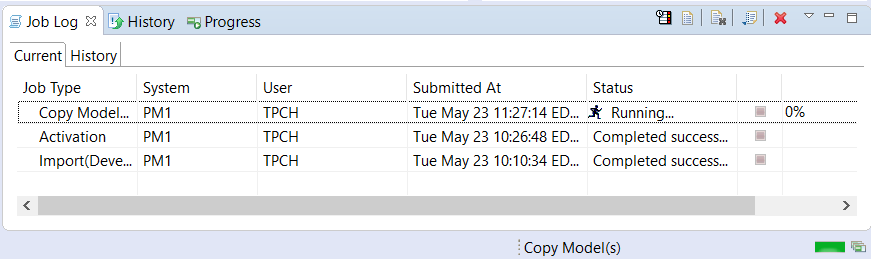 Job Log History Progress
Current History
Job Type System User Submitted At Status
Copy Model... PM1 TPCH Tue May 23 11:27:14 ED... Running... 0%
Activation PM1 TPCH Tue May 23 10:26:48 ED... Completed success...
Import(Deve... PM1 TPCH Tue May 23 10:10:34 ED... Completed success...
Copy Model(s)